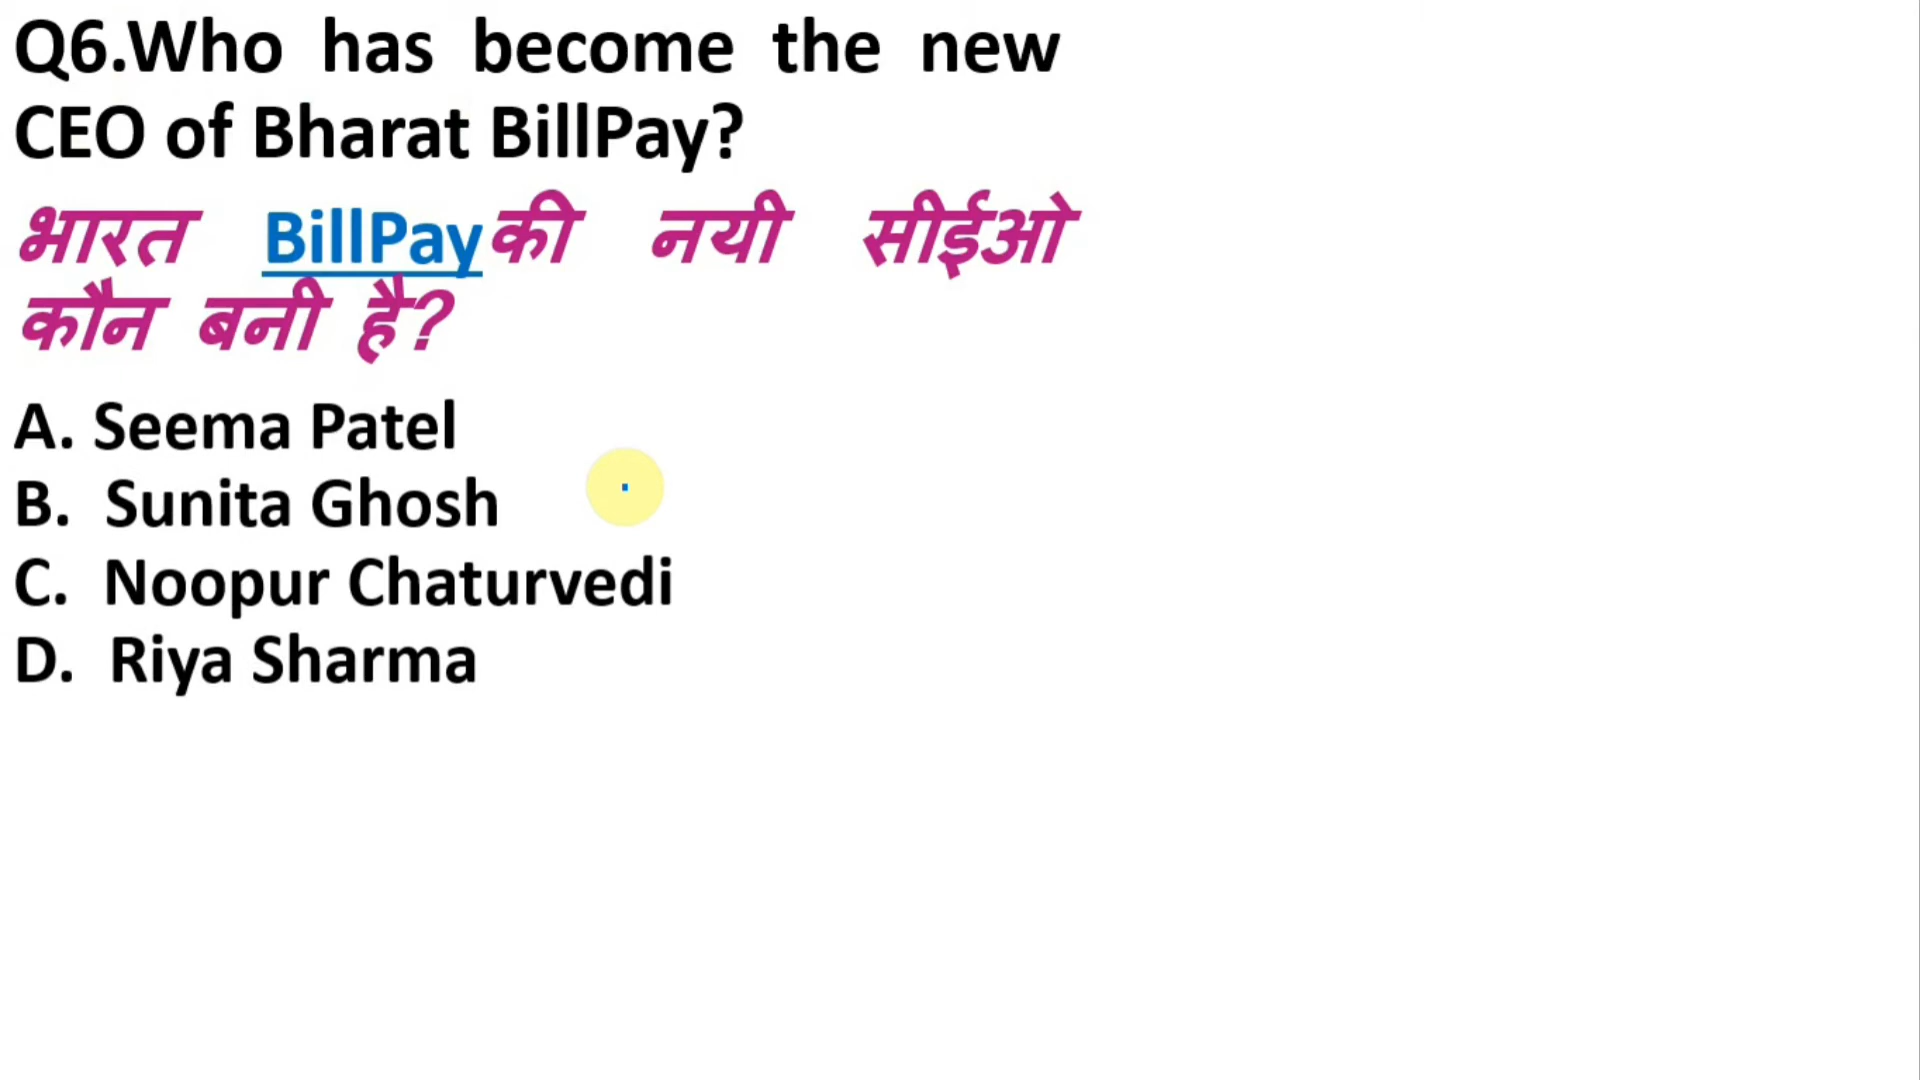 Q6.Who has become the new
CEO of Bharat BillPay?
भारत BillPayकी नयी सीईओ
कौन बनी है?
A. Seema Patel
B. Sunita Ghosh
C. Noopur Chaturvedi
D. Riya Sharma